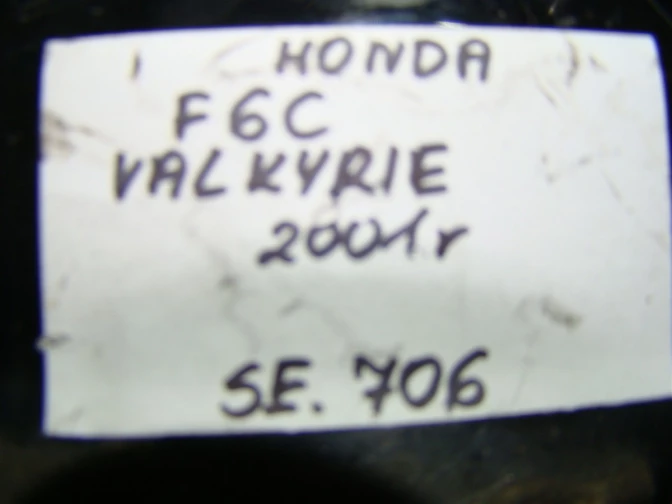 HONDA
F6C
VALKYRIE
2001r
SE. 706